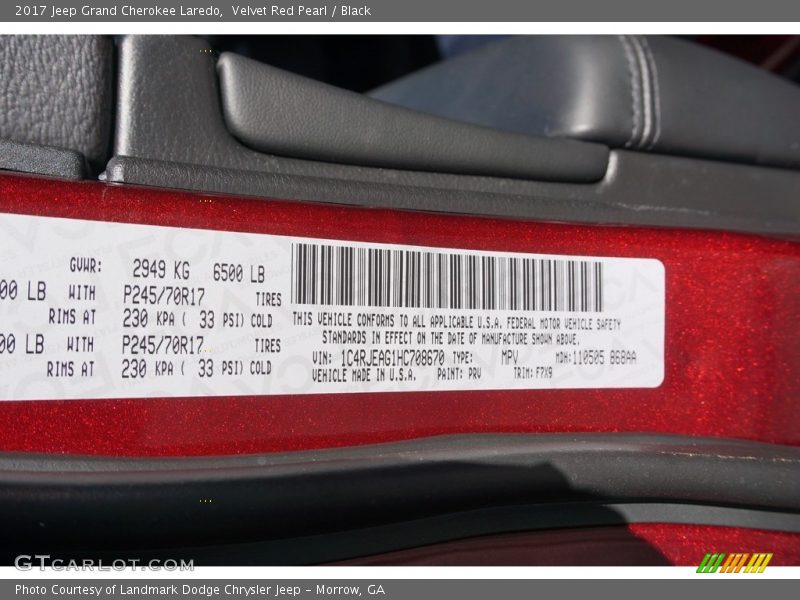 2017 Jeep Grand Cherokee Laredo, Velvet Red Pearl / Black
GVWR: 2949 KG 6500 LB
00 LB WITH P245/70R17 TIRES
RIMS AT 230 KPA ( 33 PSI) COLD
00 LB WITH P245/70R17 TIRES
RIMS AT 230 KPA ( 33 PSI) COLD
THIS VEHICLE CONFORMS TO ALL APPLICABLE U.S.A. FEDERAL MOTOR VEHICLE SAFETY
STANDARDS IN EFFECT ON THE DATE OF MANUFACTURE SHOWN ABOVE.
VIN: 1C4RJEAG1HC708670 TYPE: MPV MDH: 110505 868AA
VEHICLE MADE IN U.S.A. PAINT: PRV TRIM: F7X9
GTCARLOT.COM
Photo Courtesy of Landmark Dodge Chrysler Jeep – Morrow, GA